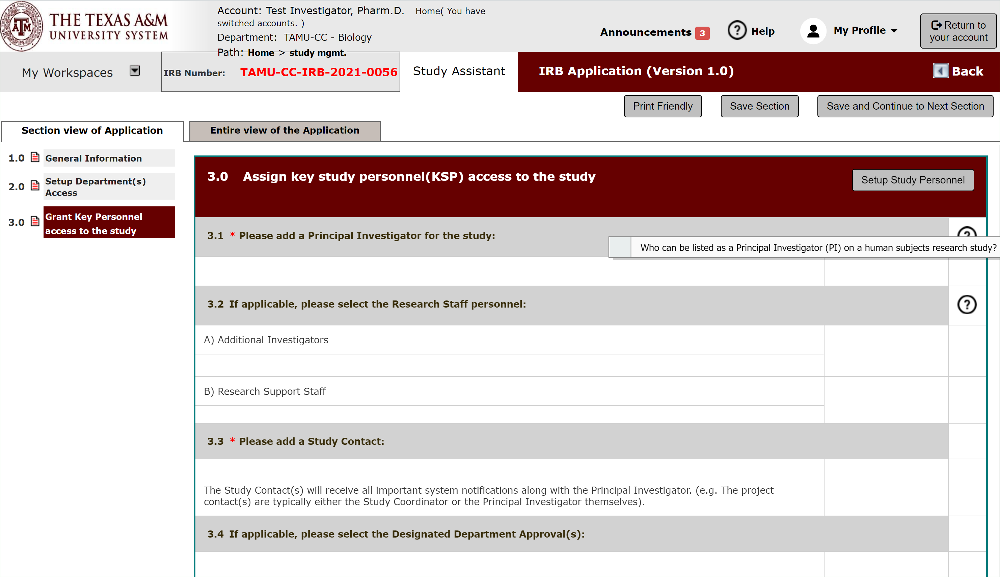 THE TEXAS A&M
UNIVERSITY SYSTEM
Account: Test Investigator, Pharm.D. Home( You have
switched accounts. )
Department: TAMU-CC - Biology
Path: Home > study mgmt.
Announcements 3
Help
My Profile
Return to
your account
My Workspaces
IRB Number: TAMU-CC-IRB-2021-0056
Study Assistant
IRB Application (Version 1.0)
Back
Print Friendly
Save Section
Save and Continue to Next Section
Section view of Application
Entire view of the Application
1.0 General Information
2.0 Setup Department(s)
Access
3.0 Grant Key Personnel
access to the study
3.0 Assign key study personnel(KSP) access to the study
Setup Study Personnel
3.1 * Please add a Principal Investigator for the study:
Who can be listed as a Principal Investigator (PI) on a human subjects research study?
3.2 If applicable, please select the Research Staff personnel:
A) Additional Investigators
B) Research Support Staff
3.3 * Please add a Study Contact:
The Study Contact(s) will receive all important system notifications along with the Principal Investigator. (e.g. The project
contact(s) are typically either the Study Coordinator or the Principal Investigator themselves).
3.4 If applicable, please select the Designated Department Approval(s):